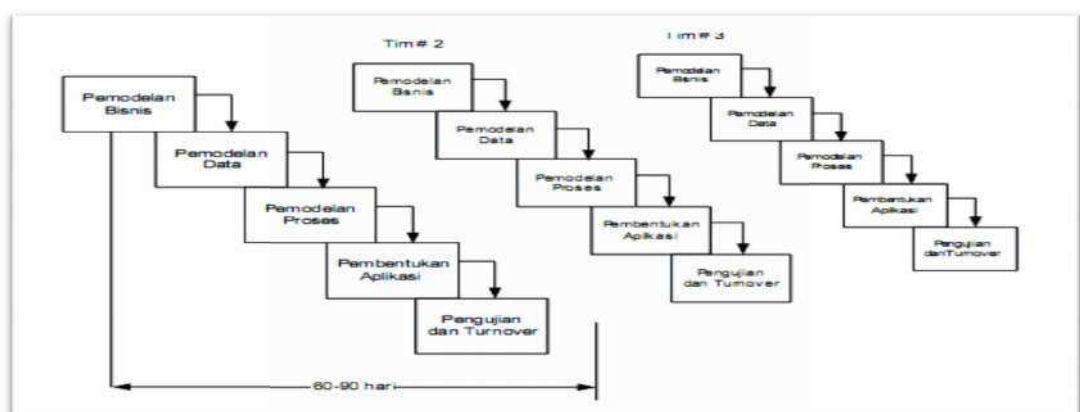 Tim # 2
Tim # 3
Pemodelan
Bisnis
Pemodelan
Data
Pemodelan
Proses
Pembentukan
Aplikasi
Pengujian
dan Turnover
Pemodelan
Bisnis
Pemodelan
Data
Pemodelan
Proses
Pembentukan
Aplikasi
Pengujian
dan Turnover
Pemodelan
Bisnis
Pemodelan
Data
Pemodelan
Proses
Pembentukan
Aplikasi
Pengujian
danTurnover
60-90 hari